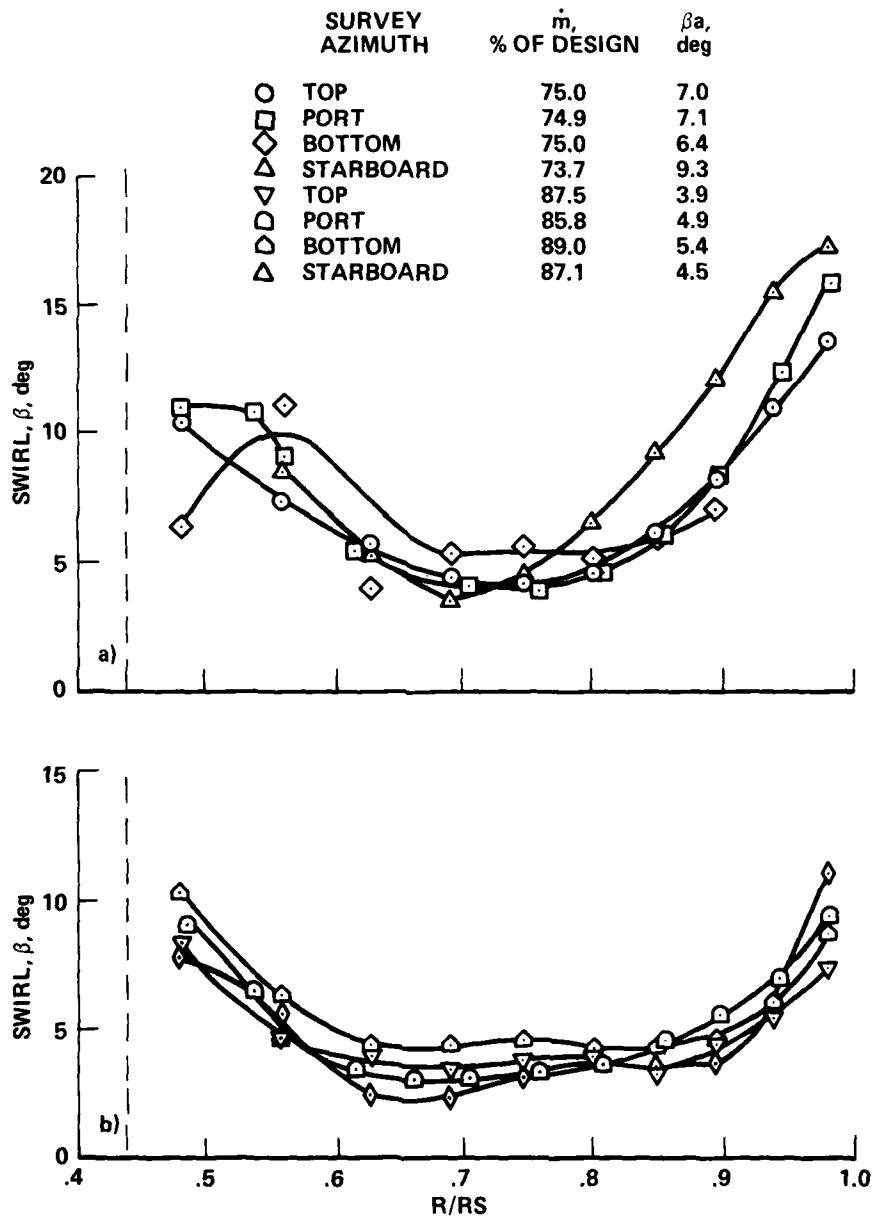 SURVEY AZIMUTH
ṁ, % OF DESIGN
βa, deg
TOP 75.0 7.0
PORT 74.9 7.1
BOTTOM 75.0 6.4
STARBOARD 73.7 9.3
TOP 87.5 3.9
PORT 85.8 4.9
BOTTOM 89.0 5.4
STARBOARD 87.1 4.5
20
15
10
5
0
SWIRL, β, deg
a)
15
10
5
0
SWIRL, β, deg
b)
.4 .5 .6 .7 .8 .9 1.0
R/RS